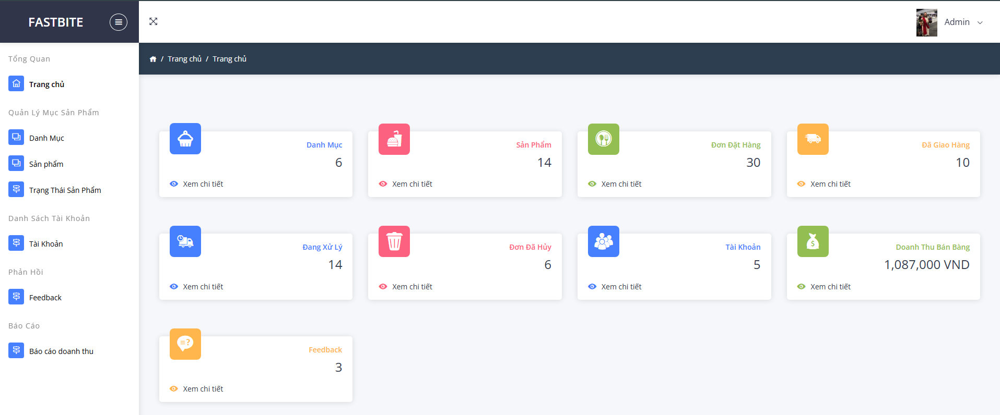 FASTBITE
Admin
Tổng Quan
Trang chủ
Quản Lý Mục Sản Phẩm
Danh Mục
Sản phẩm
Trạng Thái Sản Phẩm
Danh Sách Tài Khoản
Tài Khoản
Phản Hồi
Feedback
Báo Cáo
Báo cáo doanh thu
/ Trang chủ / Trang chủ
Danh Mục
6
Xem chi tiết
Sản Phẩm
14
Xem chi tiết
Đơn Đặt Hàng
30
Xem chi tiết
Đã Giao Hàng
10
Xem chi tiết
Đang Xử Lý
14
Xem chi tiết
Đơn Đã Hủy
6
Xem chi tiết
Tài Khoản
5
Xem chi tiết
Doanh Thu Bán Bàng
1,087,000 VND
Xem chi tiết
Feedback
3
Xem chi tiết